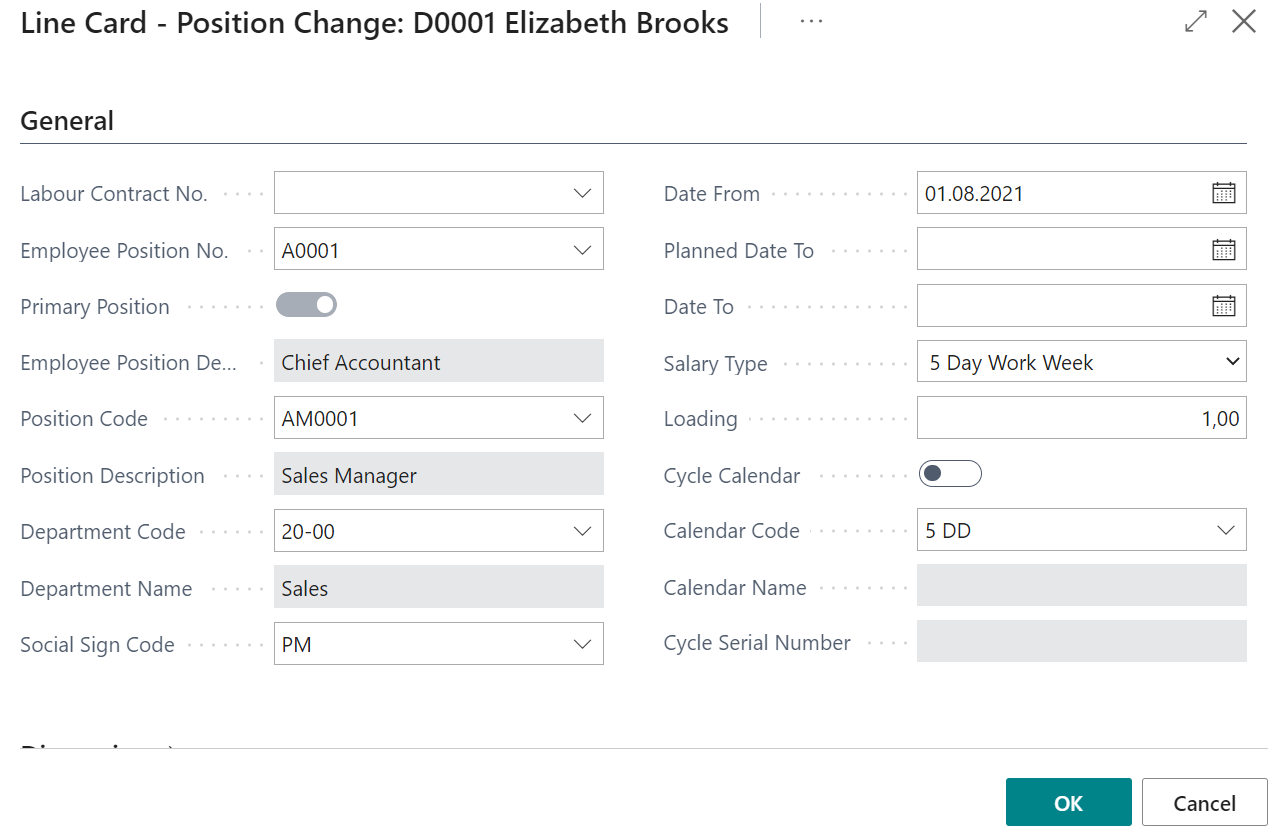 Line Card - Position Change: D0001 Elizabeth Brooks
General
Labour Contract No.
Employee Position No. A0001
Primary Position
Employee Position De... Chief Accountant
Position Code AM0001
Position Description Sales Manager
Department Code 20-00
Department Name Sales
Social Sign Code PM
Date From 01.08.2021
Planned Date To
Date To
Salary Type 5 Day Work Week
Loading 1,00
Cycle Calendar
Calendar Code 5 DD
Calendar Name
Cycle Serial Number
OK Cancel